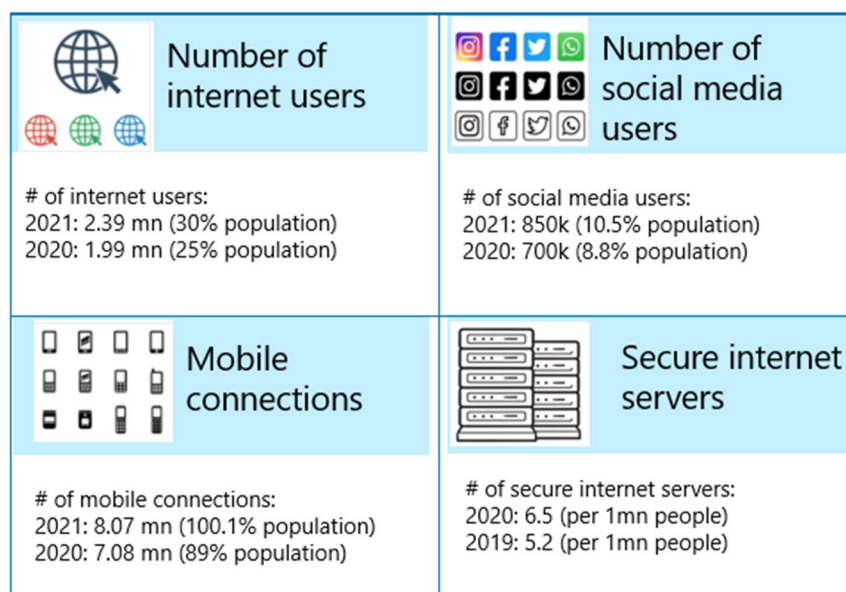 Number of
internet users
# of internet users:
2021: 2.39 mn (30% population)
2020: 1.99 mn (25% population)
Number of
social media
users
# of social media users:
2021: 850k (10.5% population)
2020: 700k (8.8% population)
Mobile
connections
# of mobile connections:
2021: 8.07 mn (100.1% population)
2020: 7.08 mn (89% population)
Secure internet
servers
# of secure internet servers:
2020: 6.5 (per 1mn people)
2019: 5.2 (per 1mn people)